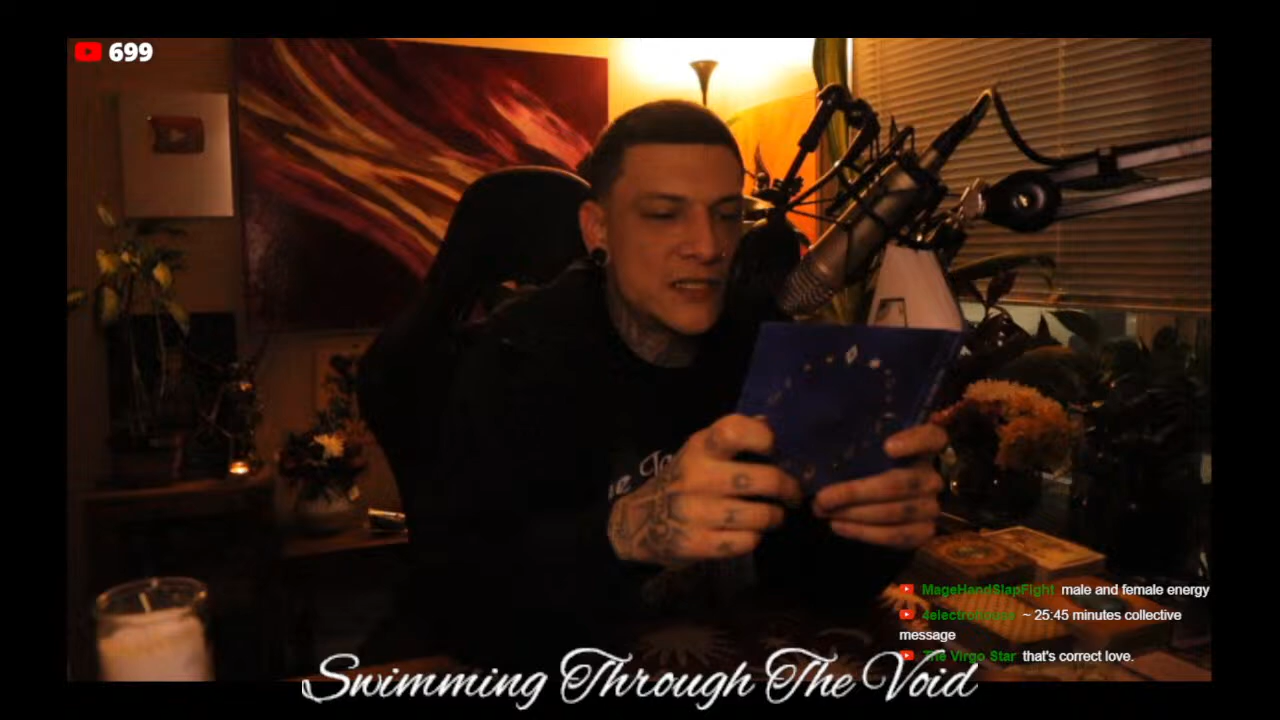 699
MageHandSlapFight male and female energy
~ 25:45 minutes collective
message
The Virgo Star that's correct love.
Swimming Through The Void